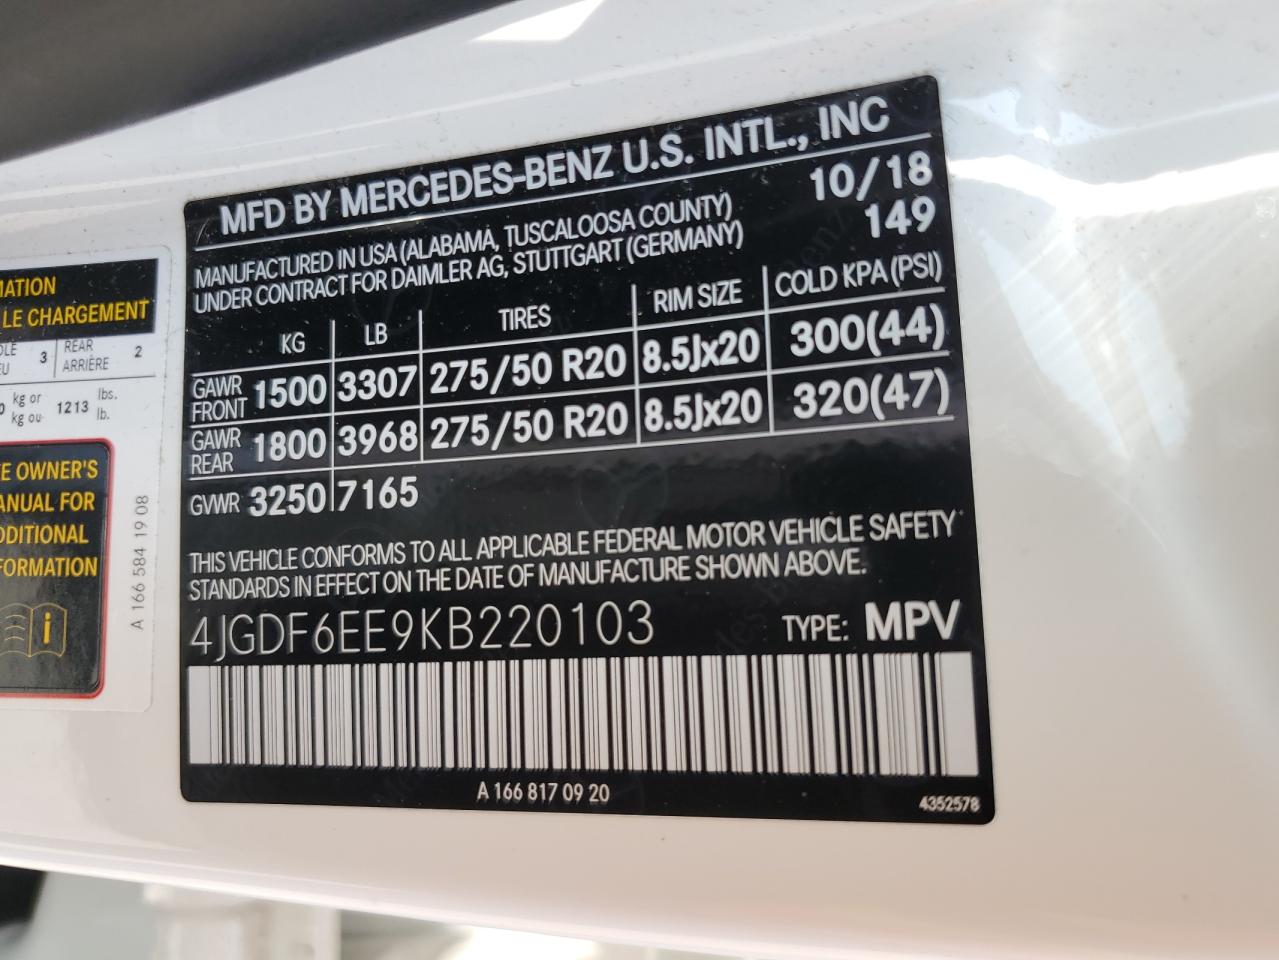 MFD BY MERCEDES-BENZ U.S. INTL., INC
MANUFACTURED IN USA (ALABAMA, TUSCALOOSA COUNTY) 10/18
UNDER CONTRACT FOR DAIMLER AG, STUTTGART (GERMANY) 149
KG LB TIRES RIM SIZE COLD KPA (PSI)
GAWR FRONT 1500 3307 275/50 R20 8.5Jx20 300(44)
GAWR REAR 1800 3968 275/50 R20 8.5Jx20 320(47)
GVWR 3250 7165
THIS VEHICLE CONFORMS TO ALL APPLICABLE FEDERAL MOTOR VEHICLE SAFETY
STANDARDS IN EFFECT ON THE DATE OF MANUFACTURE SHOWN ABOVE.
4JGDF6EE9KB220103 TYPE: MPV
A 166 817 09 20
4352578
LE CHARGEMENT
3 REAR 2
ARRIÈRE
kg or 1213 lbs.
kg ou lb.
OWNER'S
FOR
i
A 166 584 19 08